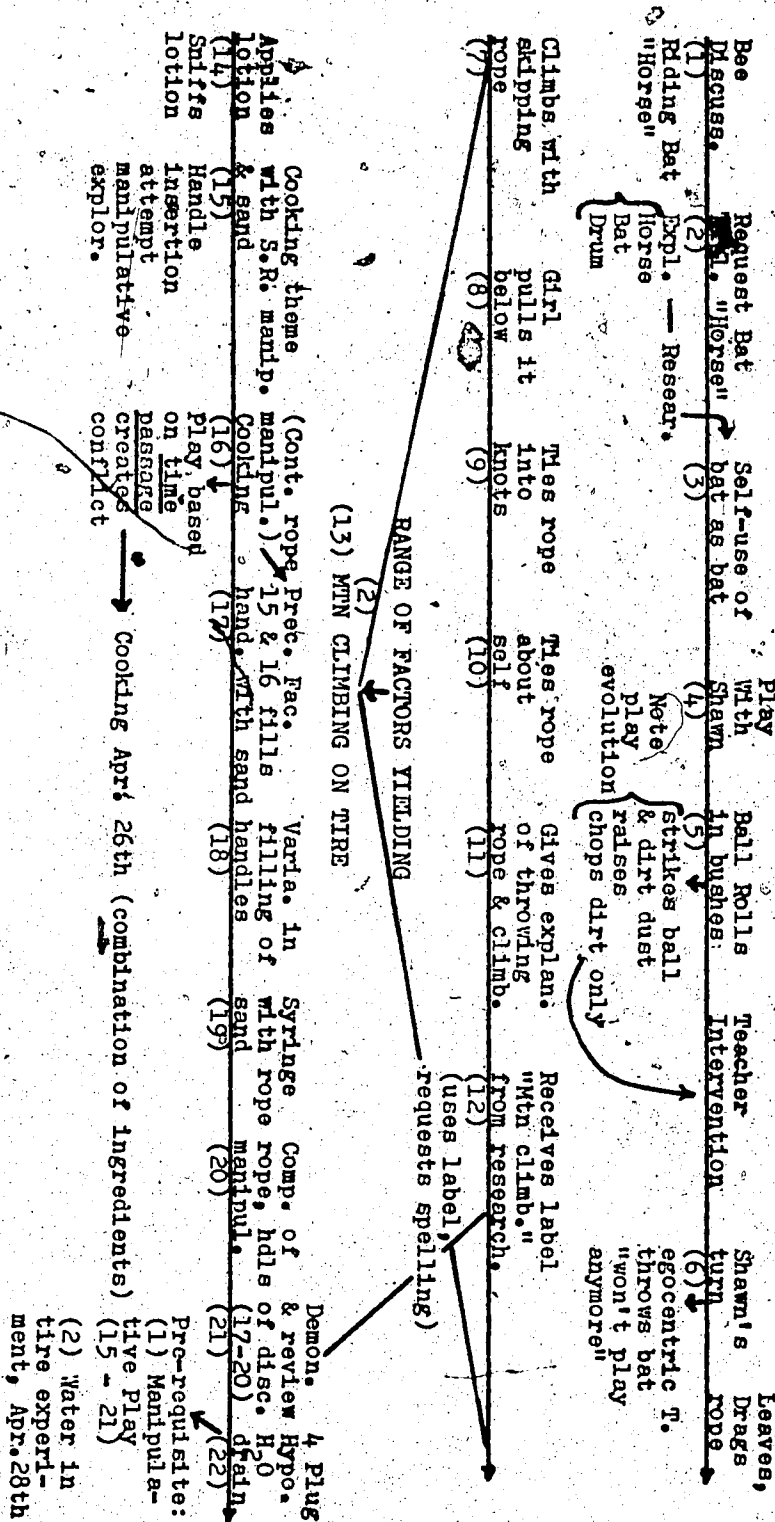 Bee
Discuss.
(1)
Riding Bat
"Horse"
Request Bat
"Horse"
(2)
Expl. — Resear.
Horse
Bat
Drum
Self-use of
bat as bat
(3)
Play
with
Shawn
(4)
Note
play
evolution
Ball Rolls
in bushes
(5)
strikes ball
& dirt dust
raises
chops dirt only
Teacher
Intervention
Shawn's
turn
(6)
egocentric T.
throws bat
"won't play
anymore"
Leaves,
Drags
rope
Climbs with
skipping
rope
(7)
Girl
pulls it
below
(8)
Ties rope
into
knots
(9)
Ties rope
about
self
(10)
Gives explan.
of throwing
rope & climb.
(11)
Receives label
"Mtn climb."
from research.
(12)
(uses label,
requests spelling)
RANGE OF FACTORS YIELDING
(2)
(13) MTN CLIMBING ON TIRE
Applies
lotion
(14)
Sniffs
lotion
Cooking theme
with S.R. manip.
& sand
(15)
Handle
insertion
attempt
manipulative
explor.
(Cont. rope
manipul.)
Cooking
(16)
play based
on time
passage
creates
conflict
Prec. Fac.
15 & 16 fills
hand. with sand
(17)
Varia. in
filling of
handles
(18)
Syringe
with rope
sand
(19)
Comp. of
rope, hdls
manipul.
(20)
Demon.
& review
of disc.
(17-20)
(21)
4 Plug
Hypo.
H2O
drain
(22)
Cooking Apr. 26th (combination of ingredients)
Pre-requisite:
(1) Manipula-
tive Play
(15 - 21)
(2) Water in
tire experi-
ment, Apr. 28th